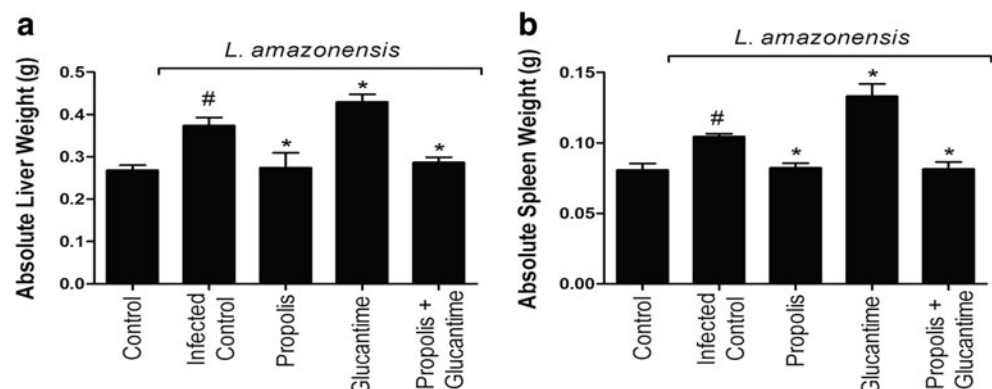 a
L. amazonensis
Absolute Liver Weight (g)
0.5
0.4
0.3
0.2
0.1
0.0
#
*
*
*
Control
Infected
Control
Propolis
Glucantime
Propolis +
Glucantime
b
L. amazonensis
Absolute Spleen Weight (g)
0.15
0.10
0.05
0.00
#
*
*
*
Control
Infected
Control
Propolis
Glucantime
Propolis +
Glucantime